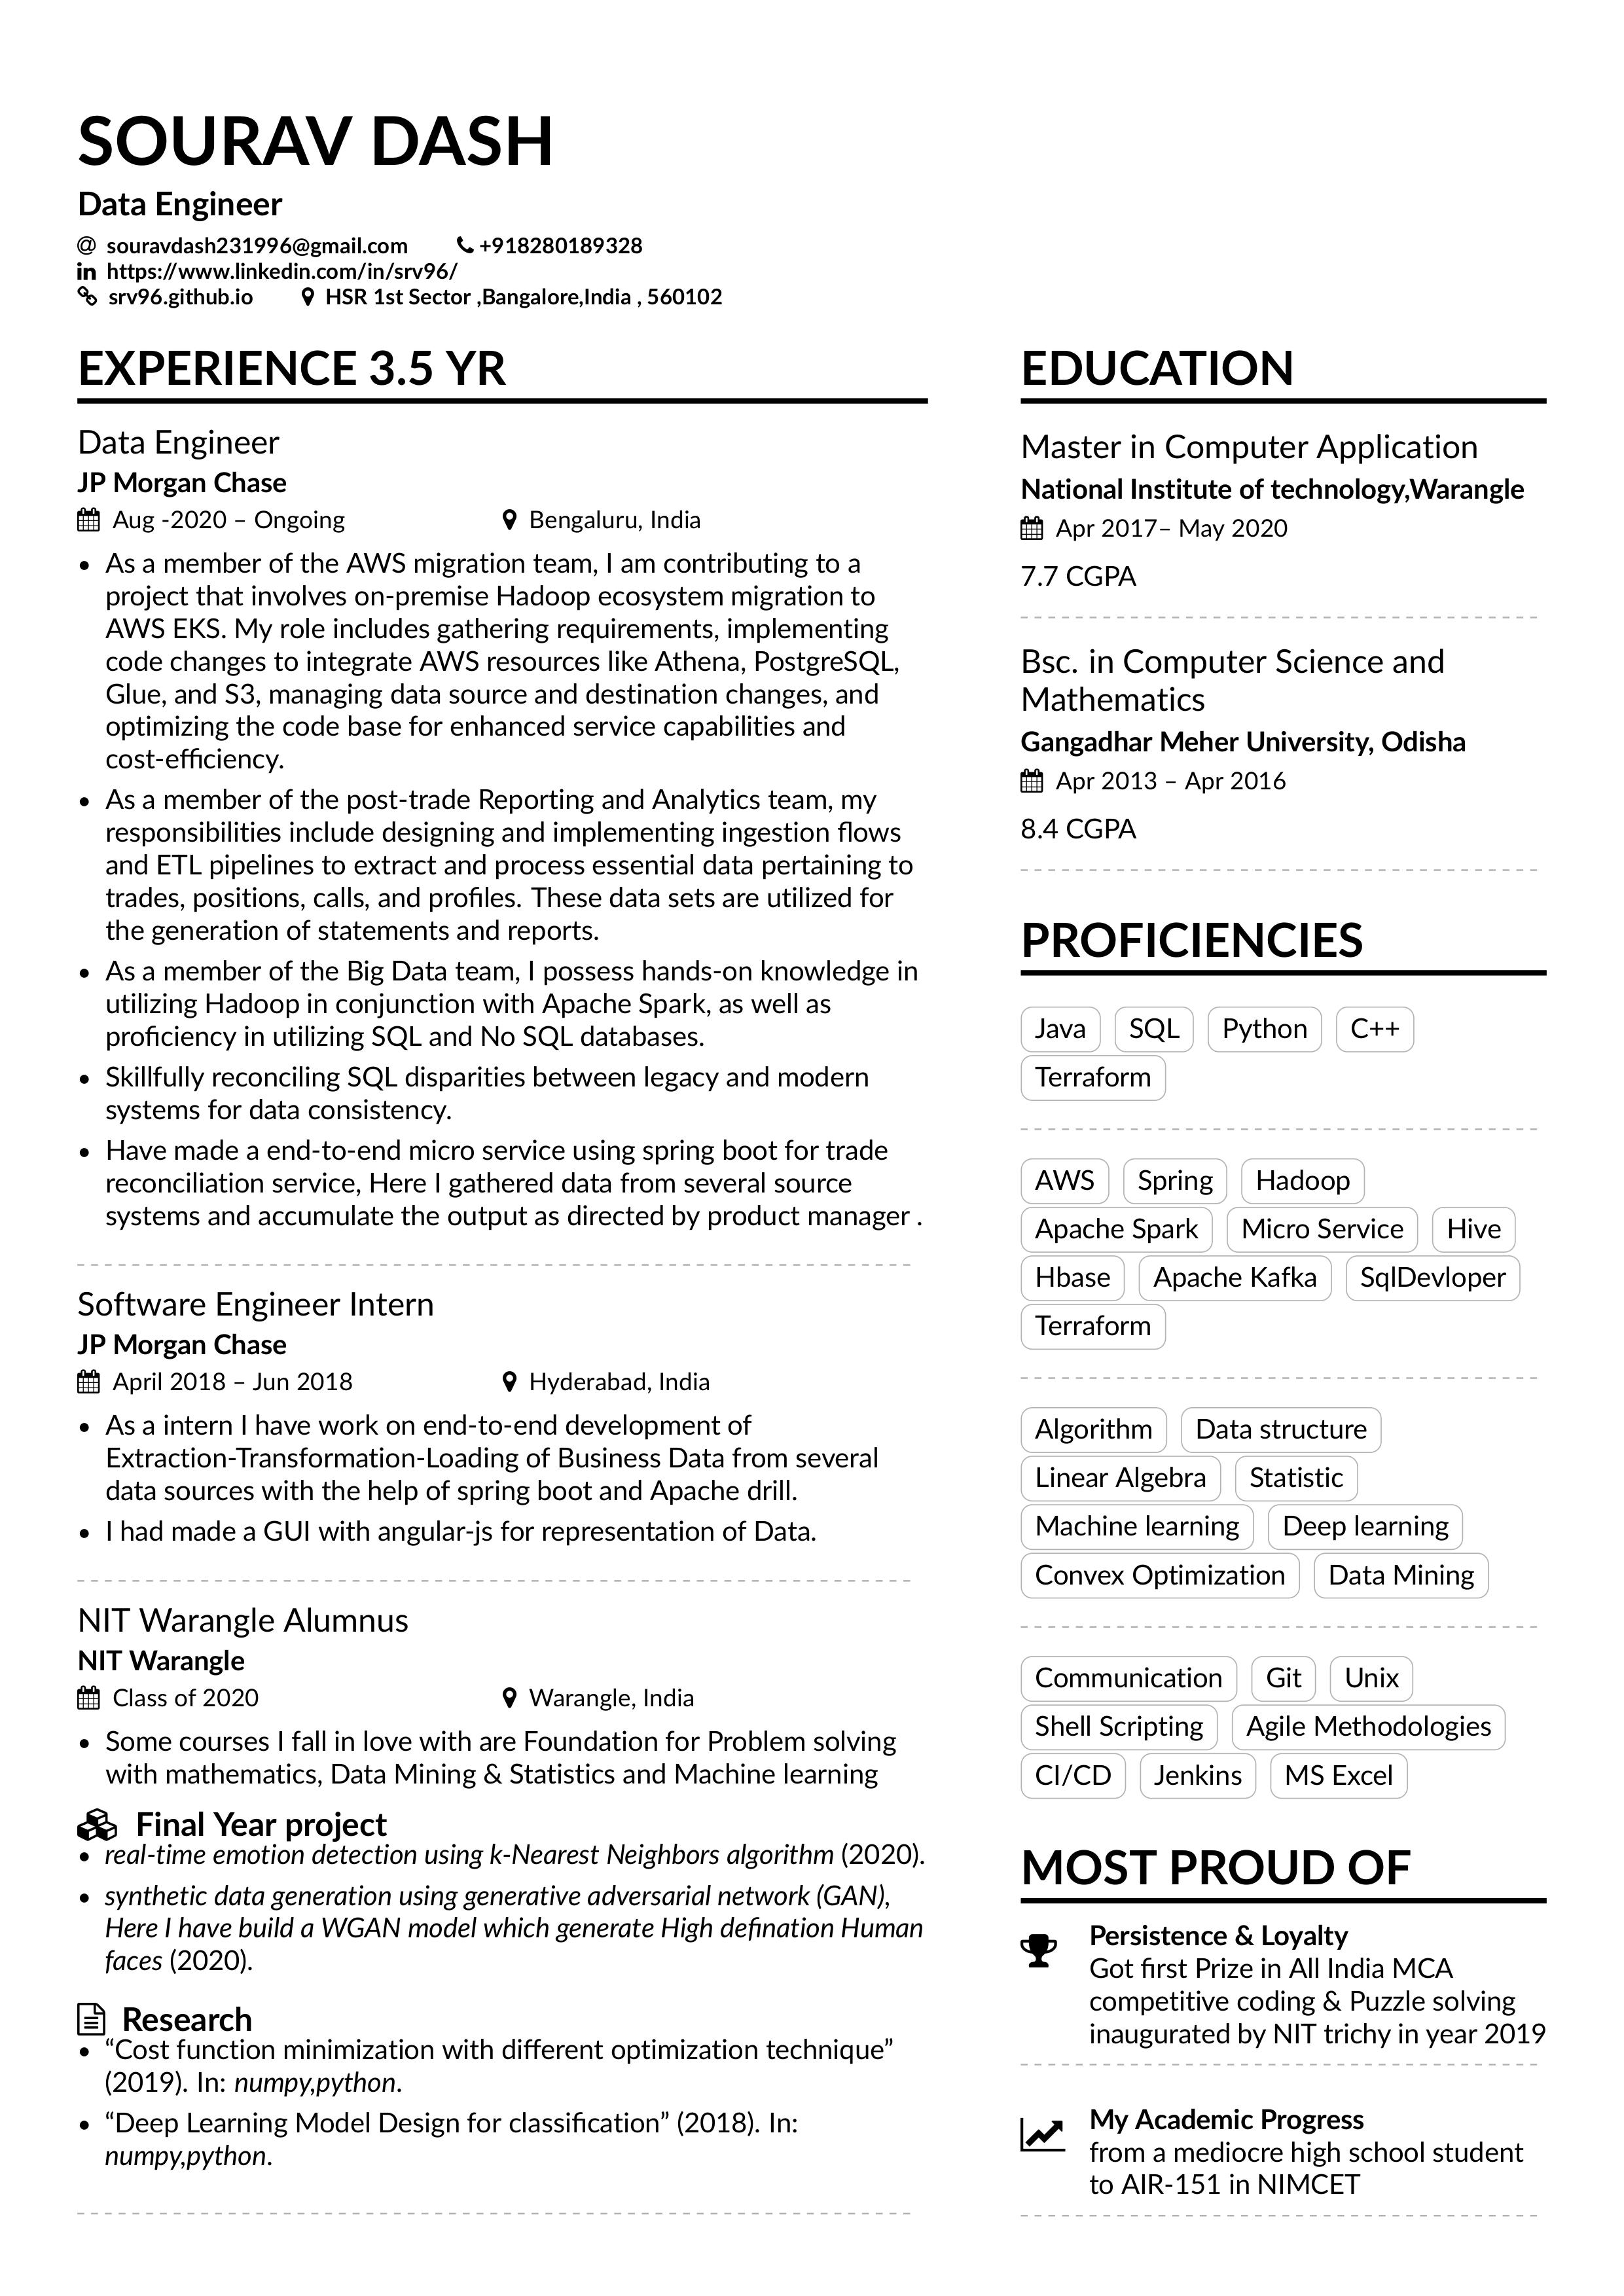 SOURAV DASH
Data Engineer
@ souravdash231996@gmail.com +918280189328
in https://www.linkedin.com/in/srv96/
srv96.github.io HSR 1st Sector ,Bangalore,India , 560102
EXPERIENCE 3.5 YR
Data Engineer
JP Morgan Chase
Aug -2020 – Ongoing Bengaluru, India
• As a member of the AWS migration team, I am contributing to a
project that involves on-premise Hadoop ecosystem migration to
AWS EKS. My role includes gathering requirements, implementing
code changes to integrate AWS resources like Athena, PostgreSQL,
Glue, and S3, managing data source and destination changes, and
optimizing the code base for enhanced service capabilities and
cost-efficiency.
• As a member of the post-trade Reporting and Analytics team, my
responsibilities include designing and implementing ingestion flows
and ETL pipelines to extract and process essential data pertaining to
trades, positions, calls, and profiles. These data sets are utilized for
the generation of statements and reports.
• As a member of the Big Data team, I possess hands-on knowledge in
utilizing Hadoop in conjunction with Apache Spark, as well as
proficiency in utilizing SQL and No SQL databases.
• Skillfully reconciling SQL disparities between legacy and modern
systems for data consistency.
• Have made a end-to-end micro service using spring boot for trade
reconciliation service, Here I gathered data from several source
systems and accumulate the output as directed by product manager .
Software Engineer Intern
JP Morgan Chase
April 2018 – Jun 2018 Hyderabad, India
• As a intern I have work on end-to-end development of
Extraction-Transformation-Loading of Business Data from several
data sources with the help of spring boot and Apache drill.
• I had made a GUI with angular-js for representation of Data.
NIT Warangle Alumnus
NIT Warangle
Class of 2020 Warangle, India
• Some courses I fall in love with are Foundation for Problem solving
with mathematics, Data Mining & Statistics and Machine learning
Final Year project
• real-time emotion detection using k-Nearest Neighbors algorithm (2020).
• synthetic data generation using generative adversarial network (GAN),
Here I have build a WGAN model which generate High defination Human
faces (2020).
Research
• “Cost function minimization with different optimization technique”
(2019). In: numpy,python.
• “Deep Learning Model Design for classification” (2018). In:
numpy,python.
EDUCATION
Master in Computer Application
National Institute of technology,Warangle
Apr 2017– May 2020
7.7 CGPA
Bsc. in Computer Science and
Mathematics
Gangadhar Meher University, Odisha
Apr 2013 – Apr 2016
8.4 CGPA
PROFICIENCIES
Java SQL Python C++
Terraform
AWS Spring Hadoop
Apache Spark Micro Service Hive
Hbase Apache Kafka SqlDevloper
Terraform
Algorithm Data structure
Linear Algebra Statistic
Machine learning Deep learning
Convex Optimization Data Mining
Communication Git Unix
Shell Scripting Agile Methodologies
CI/CD Jenkins MS Excel
MOST PROUD OF
Persistence & Loyalty
Got first Prize in All India MCA
competitive coding & Puzzle solving
inaugurated by NIT trichy in year 2019
My Academic Progress
from a mediocre high school student
to AIR-151 in NIMCET